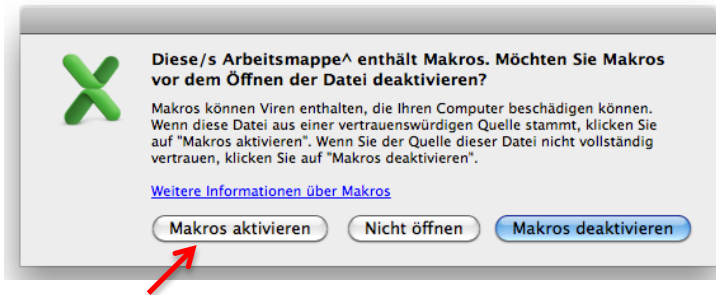 Diese/s Arbeitsmappe^ enthält Makros. Möchten Sie Makros
vor dem Öffnen der Datei deaktivieren?
Makros können Viren enthalten, die Ihren Computer beschädigen können.
Wenn diese Datei aus einer vertrauenswürdigen Quelle stammt, klicken Sie
auf "Makros aktivieren". Wenn Sie der Quelle dieser Datei nicht vollständig
vertrauen, klicken Sie auf "Makros deaktivieren".
Weitere Informationen über Makros
Makros aktivieren Nicht öffnen Makros deaktivieren